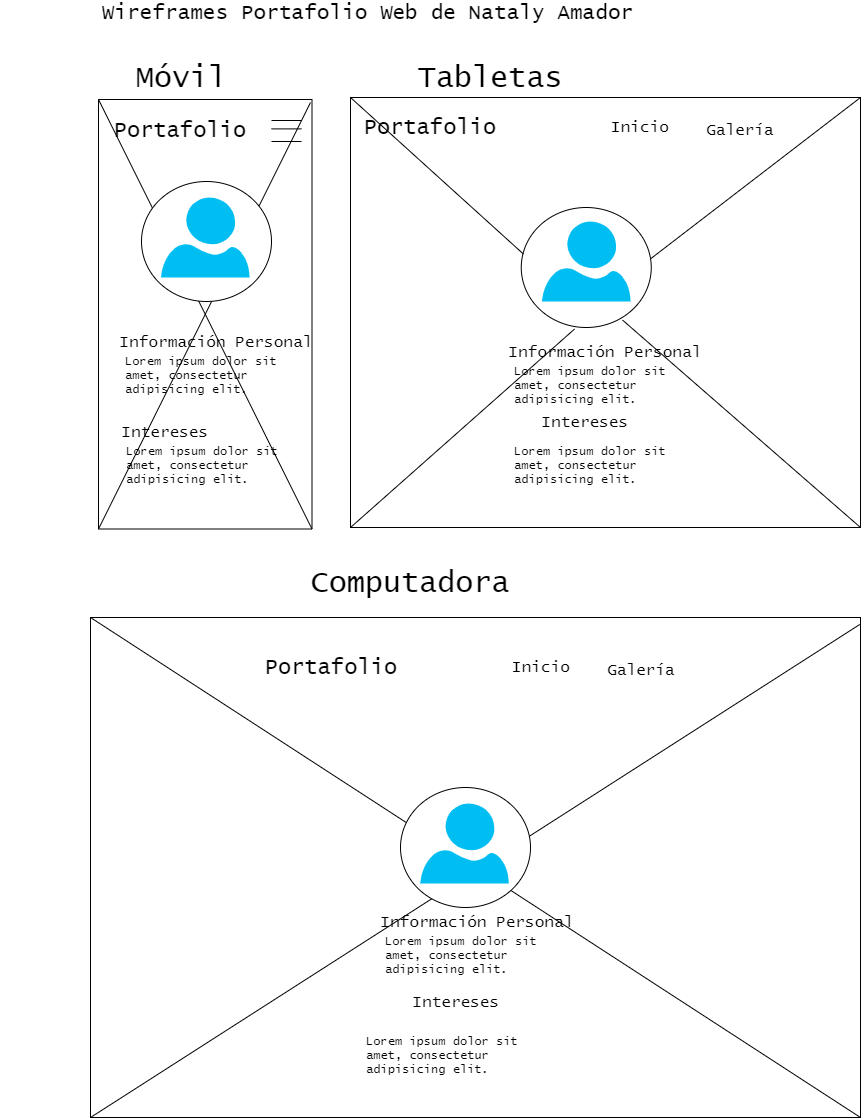 Wireframes Portafolio Web de Nataly Amador
Móvil
Portafolio
Información Personal
Lorem ipsum dolor sit
amet, consectetur
adipisicing elit.
Intereses
Lorem ipsum dolor sit
amet, consectetur
adipisicing elit.
Tabletas
Portafolio
Inicio
Galería
Información Personal
Lorem ipsum dolor sit
amet, consectetur
adipisicing elit.
Intereses
Lorem ipsum dolor sit
amet, consectetur
adipisicing elit.
Computadora
Portafolio
Inicio
Galería
Información Personal
Lorem ipsum dolor sit
amet, consectetur
adipisicing elit.
Intereses
Lorem ipsum dolor sit
amet, consectetur
adipisicing elit.